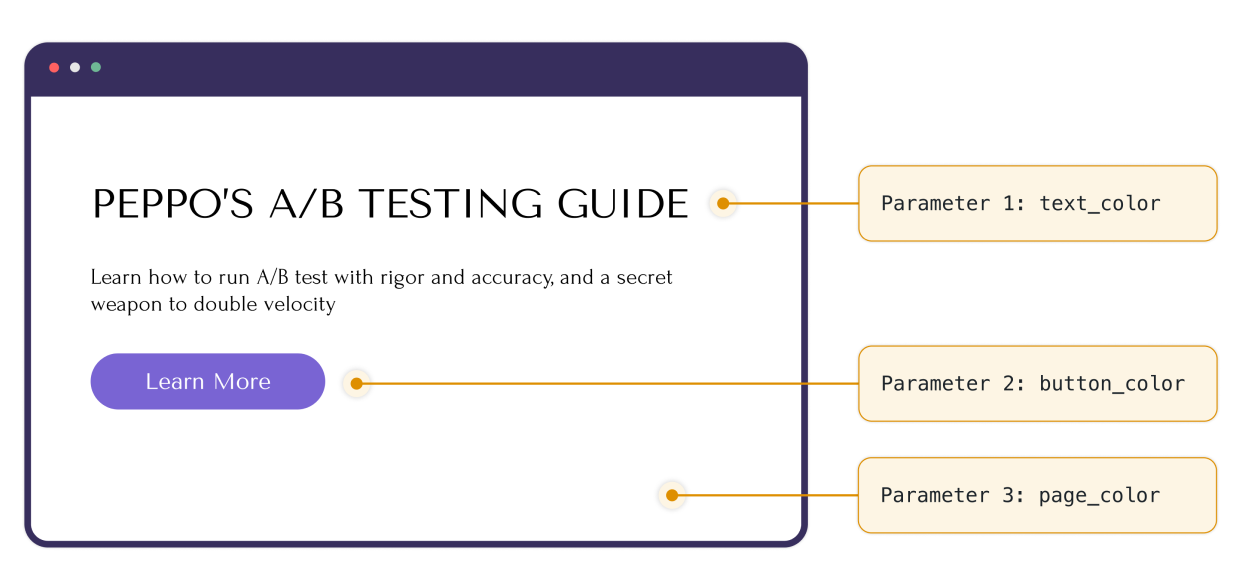 PEPPO'S A/B TESTING GUIDE
Parameter 1: text_color
Learn how to run A/B test with rigor and accuracy, and a secret
weapon to double velocity
Learn More
Parameter 2: button_color
Parameter 3: page_color